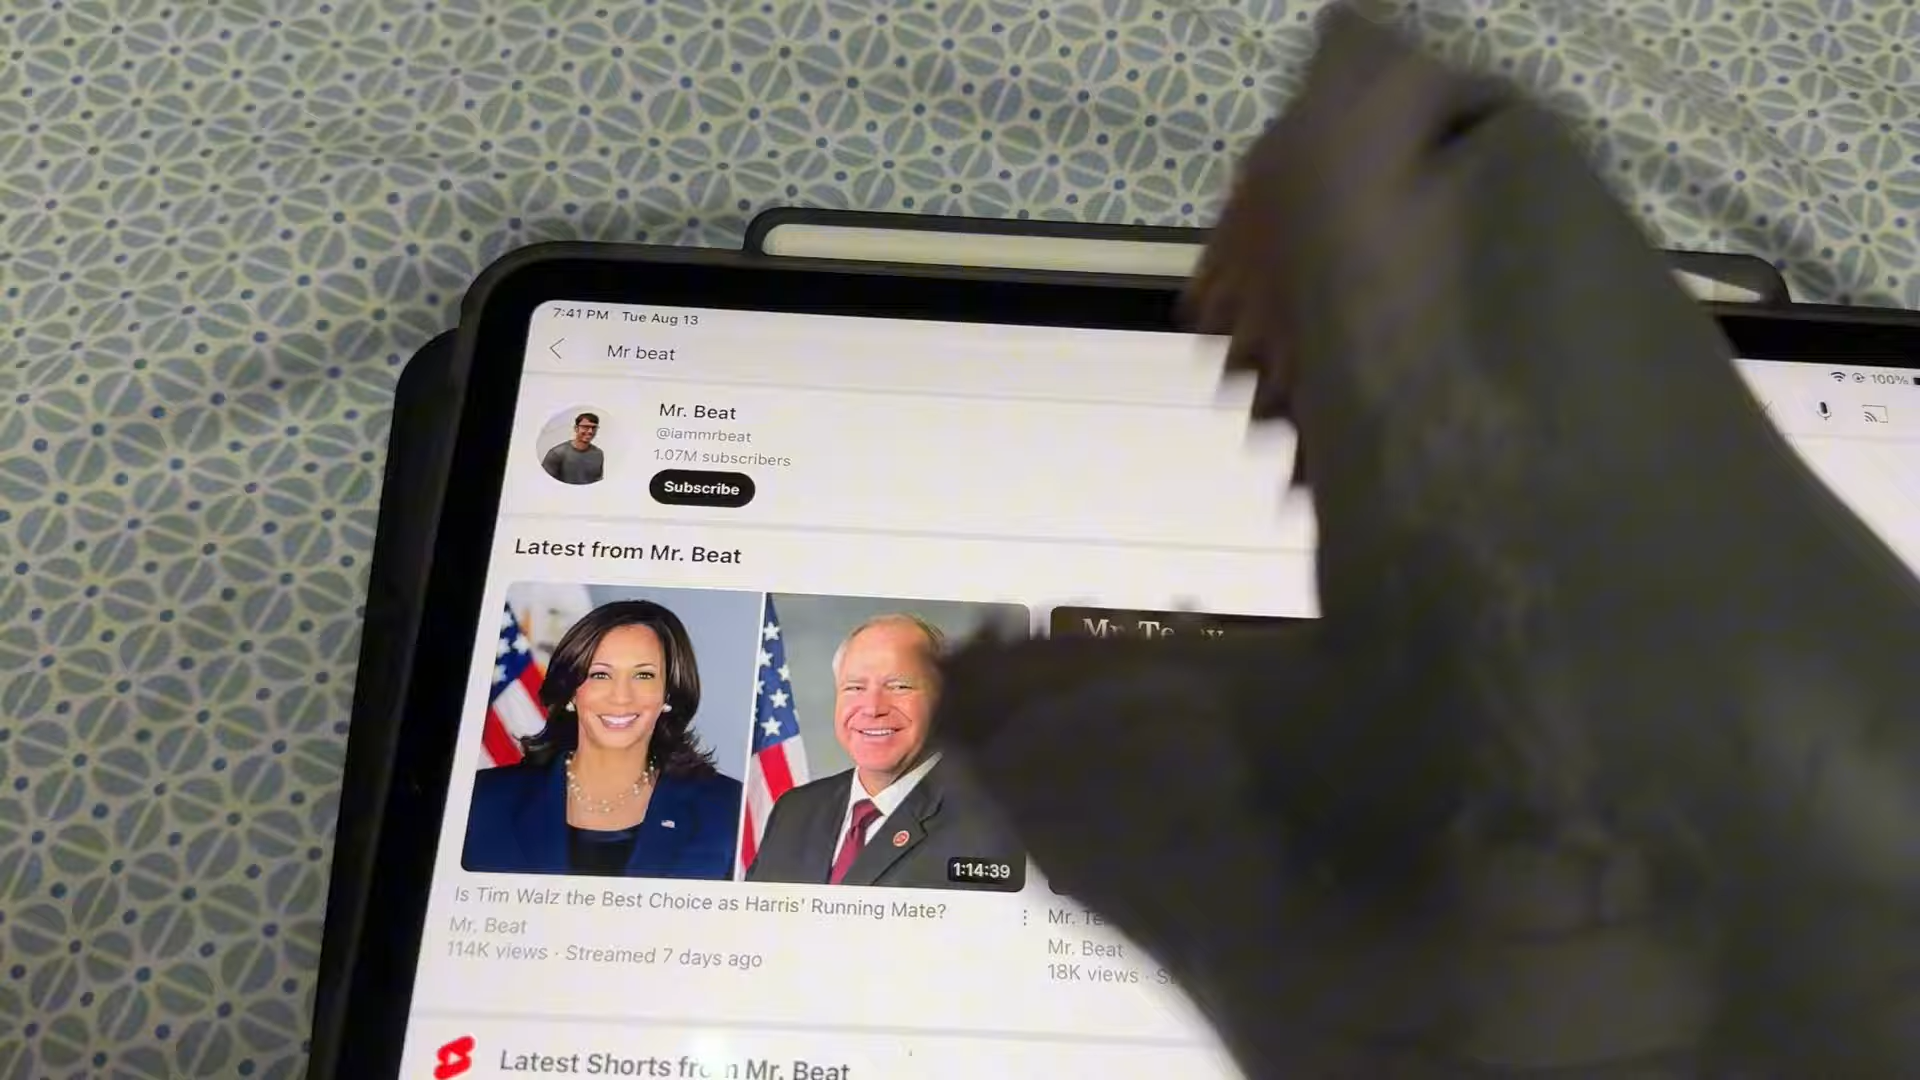 7:41 PM Tue Aug 13
100%
Mr beat
Mr. Beat
@iammrbeat
1.07M subscribers
Subscribe
Latest from Mr. Beat
Mr.
1:14:39
Is Tim Walz the Best Choice as Harris' Running Mate?
Mr. Beat
114K views · Streamed 7 days ago
Mr.
Mr. Beat
18K views ·
Latest Shorts from Mr. Beat